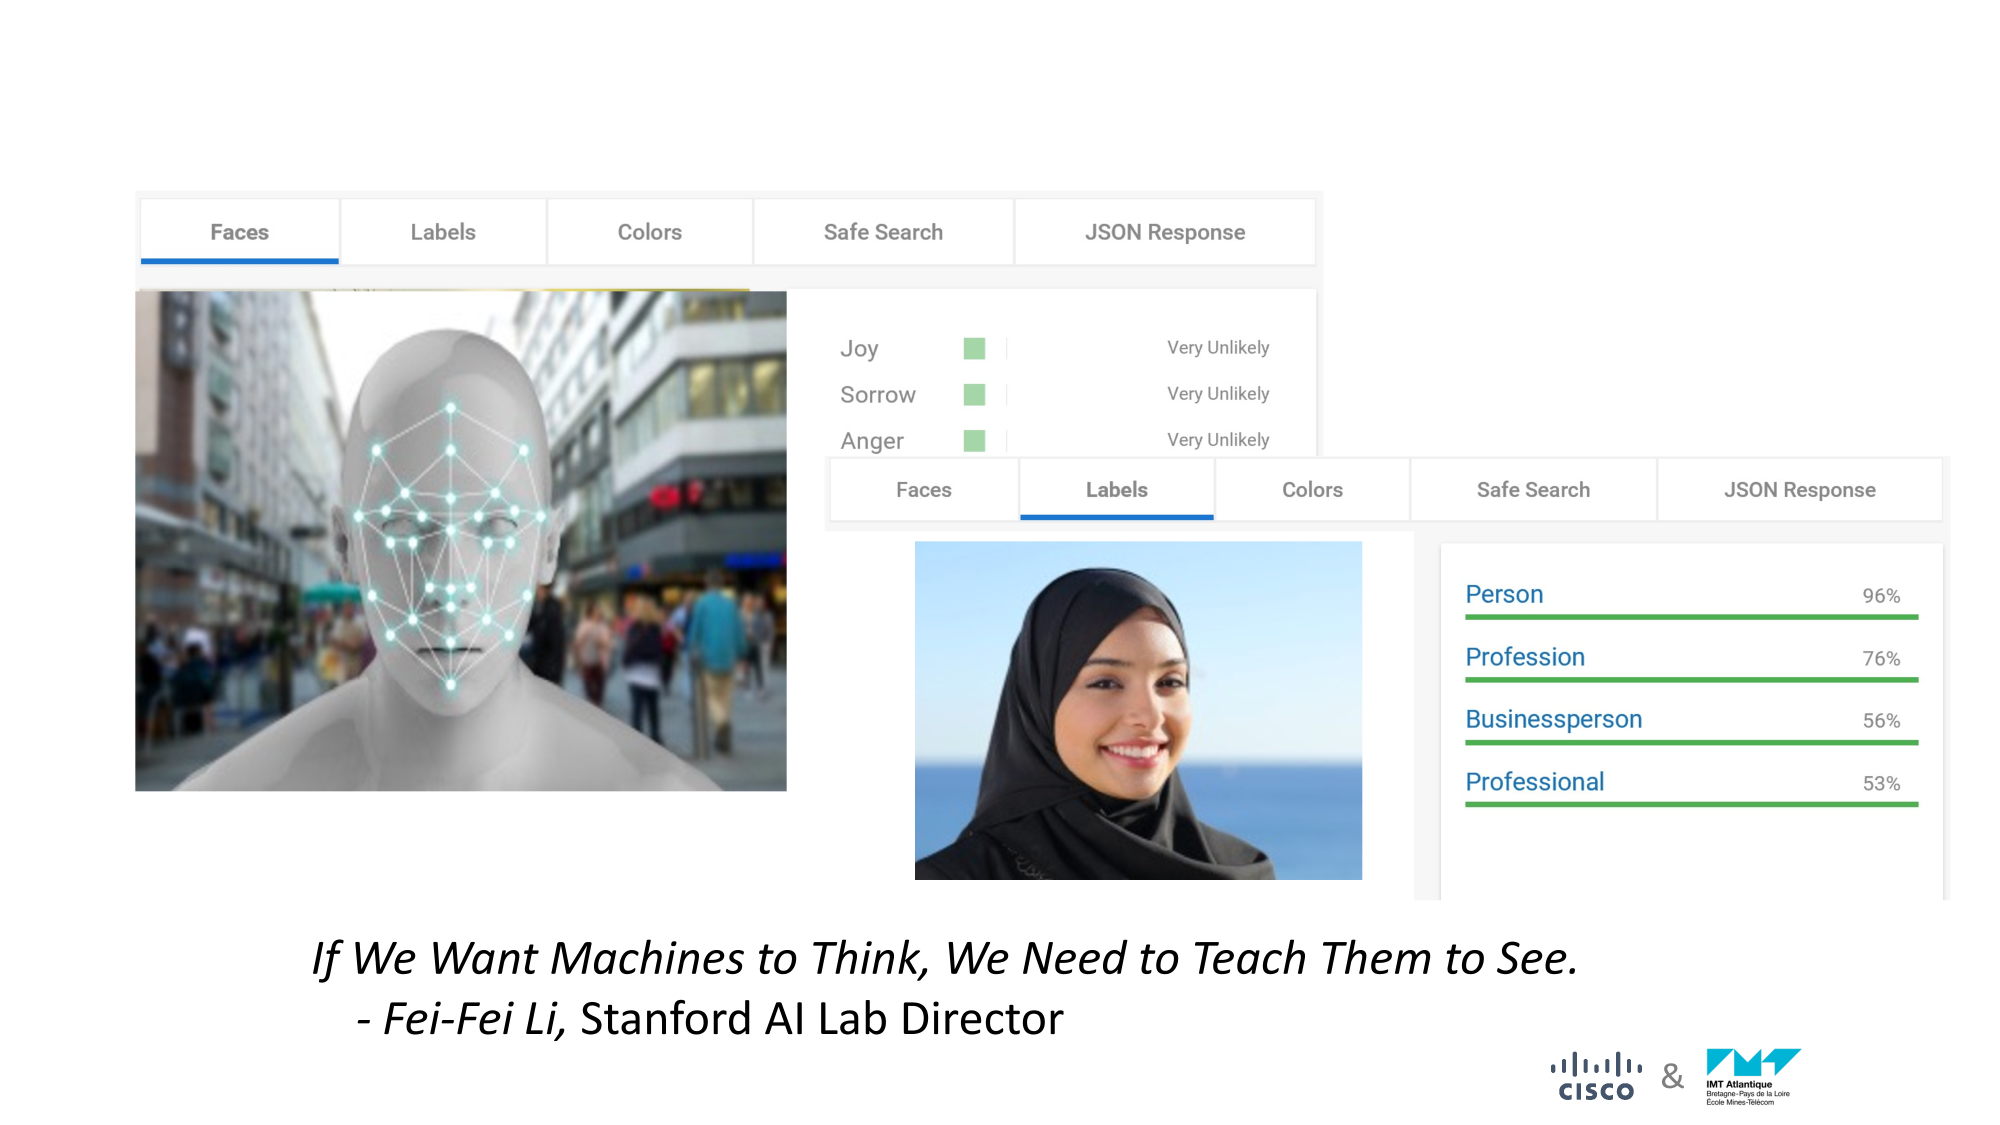 Faces Labels Colors Safe Search JSON Response
Joy Very Unlikely
Sorrow Very Unlikely
Anger Very Unlikely
Faces Labels Colors Safe Search JSON Response
Person 96%
Profession 76%
Businessperson 56%
Professional 53%
If We Want Machines to Think, We Need to Teach Them to See.
- Fei-Fei Li, Stanford AI Lab Director
CISCO & IMT Atlantique
Bretagne-Pays de la Loire
École Mines-Télécom